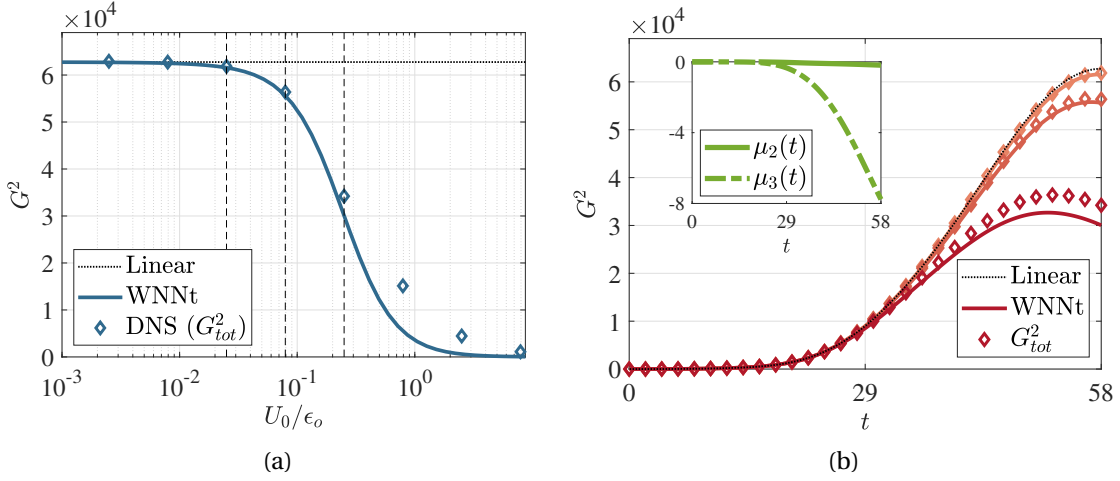 ×10⁴
6
5
4
3
2
1
0
G²
Linear
WNNt
DNS (G²ₜₒₜ)
10⁻³
10⁻²
10⁻¹
10⁰
U₀/ϵₒ
(a)
×10⁴
6
5
4
3
2
1
0
G²
0
-4
-8
μ₂(t)
μ₃(t)
0
29
58
t
Linear
WNNt
G²ₜₒₜ
0
29
58
t
(b)